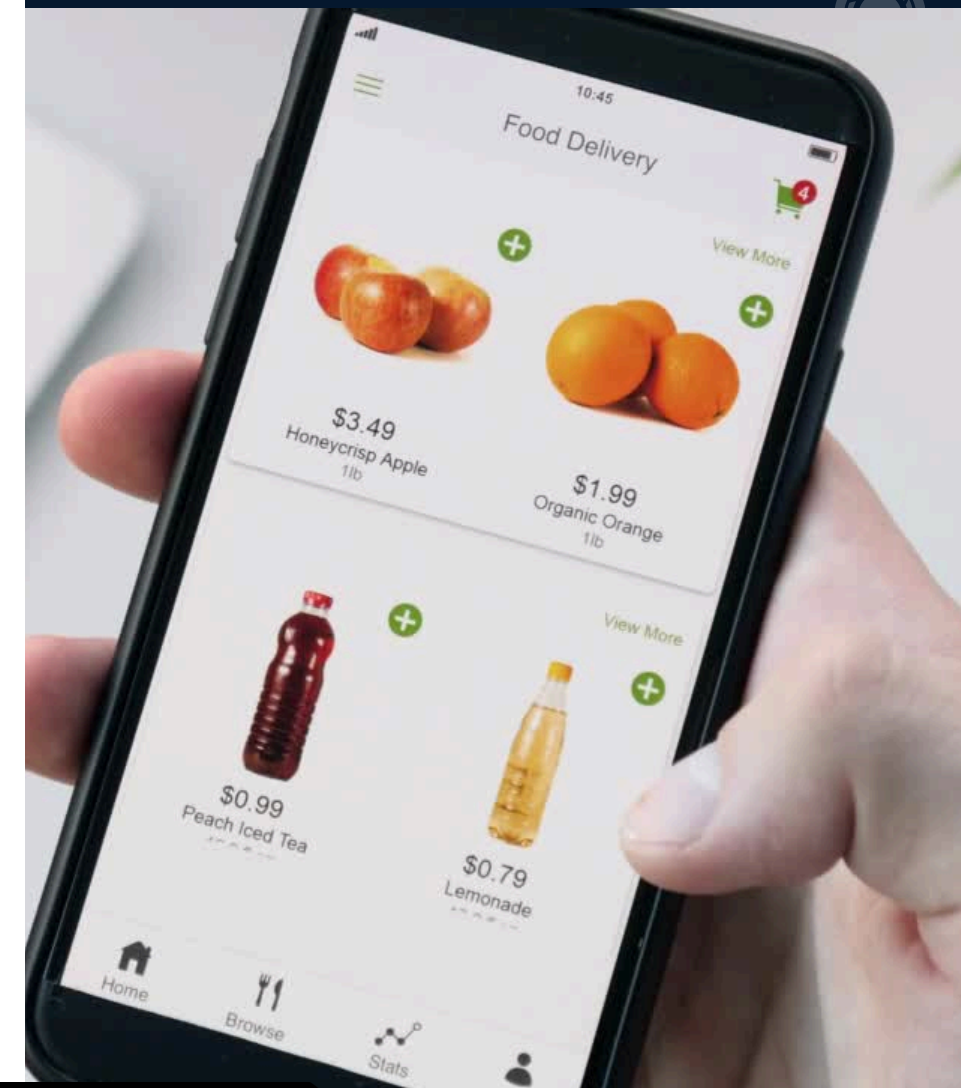 10:45
Food Delivery
4
View More
$3.49
Honeycrisp Apple
1lb
$1.99
Organic Orange
1lb
View More
$0.99
Peach Iced Tea
$0.79
Lemonade
Home
Browse
Stats